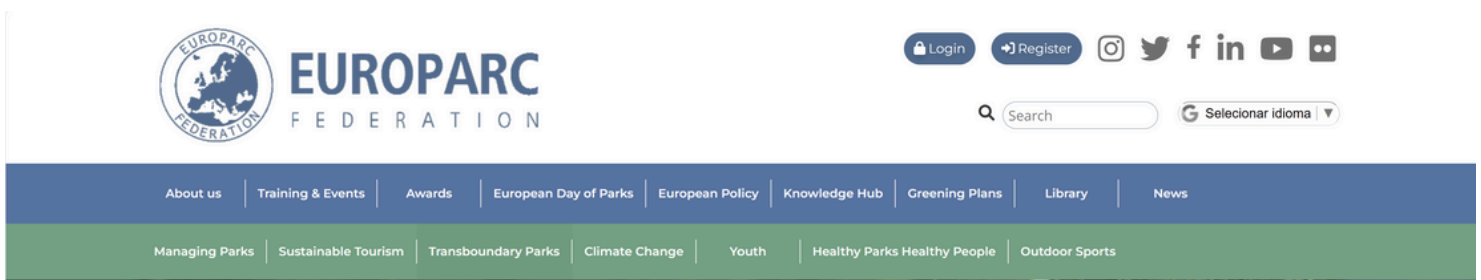 EUROPARC
FEDERATION
EUROPARC
FEDERATION
Login Register
Search Selecionar idioma
About us Training & Events Awards European Day of Parks European Policy Knowledge Hub Greening Plans Library News
Managing Parks Sustainable Tourism Transboundary Parks Climate Change Youth Healthy Parks Healthy People Outdoor Sports